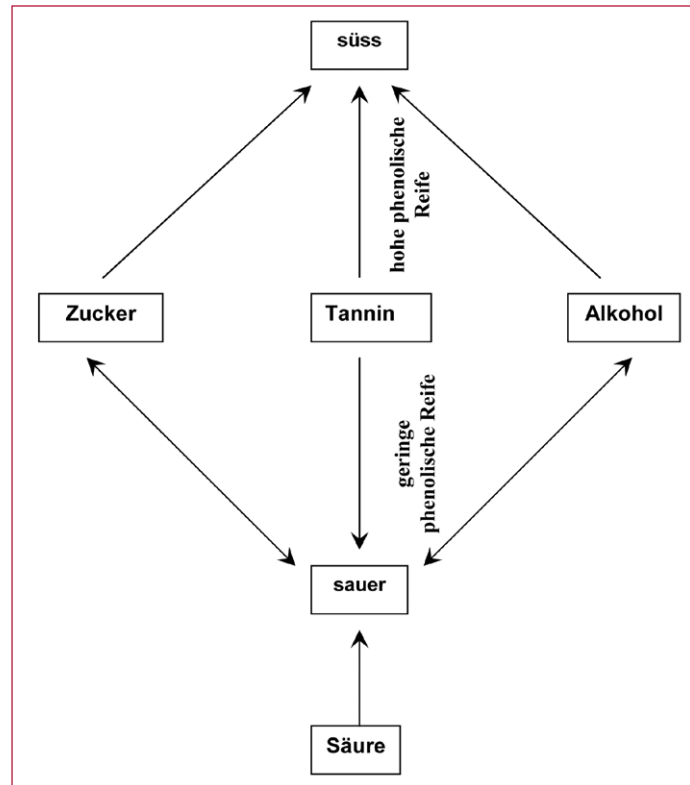 süss
hohe phenolische
Reife
Zucker
Tannin
Alkohol
geringe
phenolische Reife
sauer
Säure